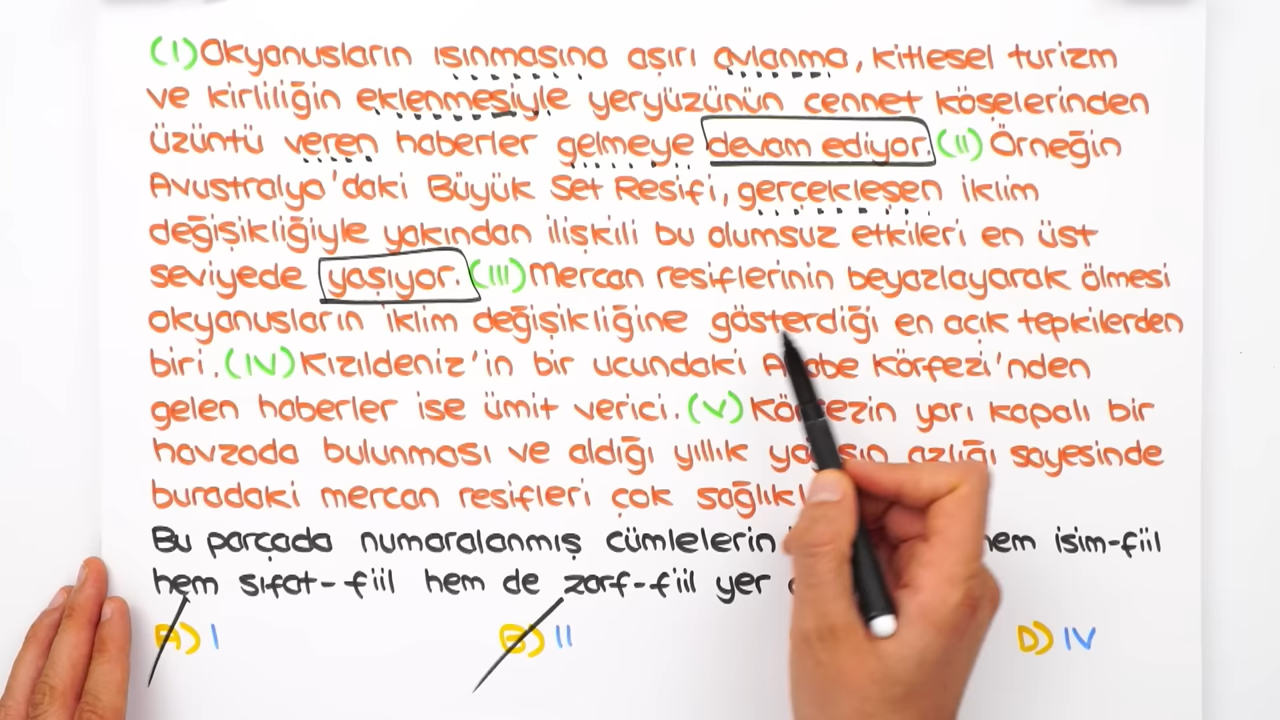 (I) Okyanusların ısınmasına aşırı avlanma, kitlesel turizm
ve kirliliğin eklenmesiyle yeryüzünün cennet köşelerinden
üzüntü veren haberler gelmeye devam ediyor. (II) Örneğin
Avustralya'daki Büyük Set Resifi, gerçekleşen iklim
değişikliğiyle yakından ilişkili bu olumsuz etkileri en üst
seviyede yaşıyor. (III) Mercan resiflerinin beyazlayarak ölmesi
okyanusların iklim değişikliğine gösterdiği en açık tepkilerden
biri. (IV) Kızıldeniz'in bir ucundaki Akabe Körfezi'nden
gelen haberler ise ümit verici. (V) Körfezin yarı kapalı bir
havzada bulunması ve aldığı yıllık yağışın azlığı sayesinde
buradaki mercan resifleri çok
Bu parçada numaralanmış cümlelerin hem isim-fiil
hem sıfat-fiil hem de zarf-fiil yer
A) I B) II D) IV